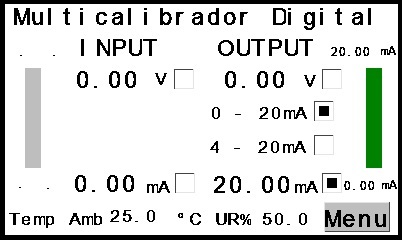 Multicalibrador Digital
INPUT OUTPUT 20.00 mA
0.00 V 0.00 V
0 - 20mA
4 - 20mA
0.00 mA 20.00 mA 0.00 mA
Temp Amb 25.0 °C UR% 50.0 Menu